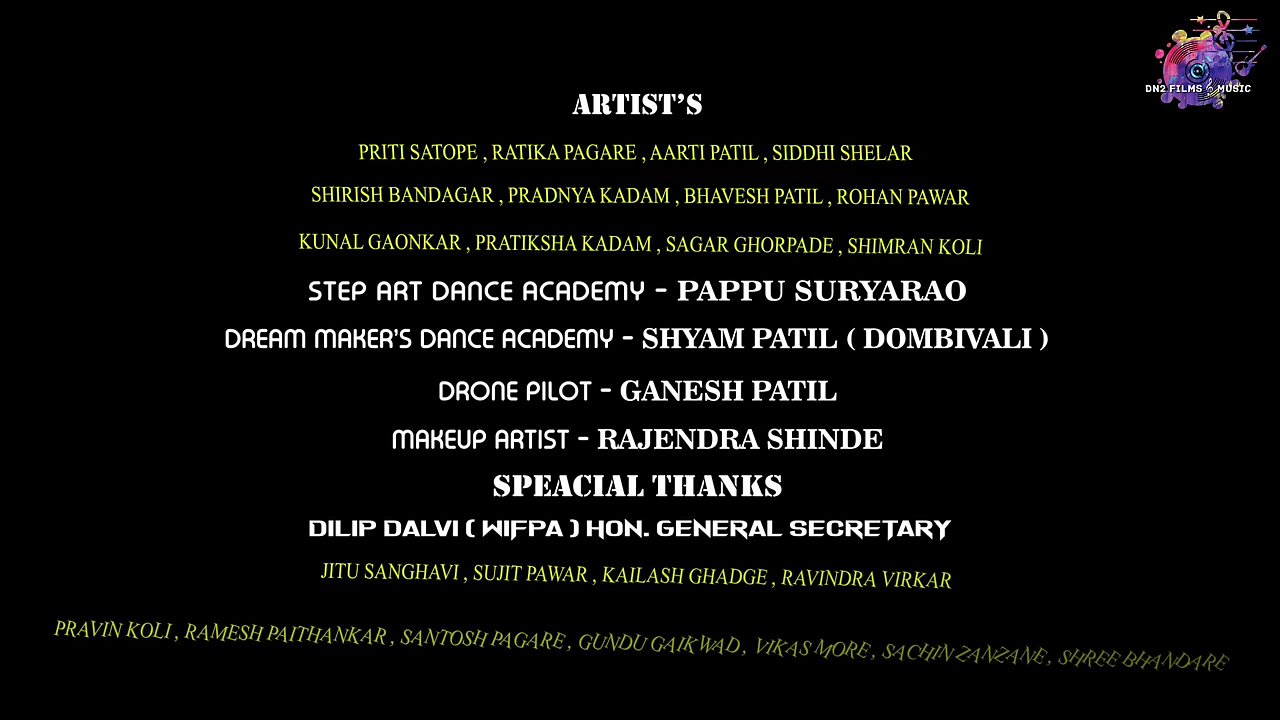 DN2 FILMS MUSIC
ARTIST'S
PRITI SATOPE , RATIKA PAGARE , AARTI PATIL , SIDDHI SHELAR
SHIRISH BANDAGAR , PRADNYA KADAM , BHAVESH PATIL , ROHAN PAWAR
KUNAL GAONKAR , PRATIKSHA KADAM , SAGAR GHORPADE , SHIMRAN KOLI
STEP ART DANCE ACADEMY - PAPPU SURYARAO
DREAM MAKER'S DANCE ACADEMY - SHYAM PATIL ( DOMBIVALI )
DRONE PILOT - GANESH PATIL
MAKEUP ARTIST - RAJENDRA SHINDE
SPEACIAL THANKS
DILIP DALVI ( WIFPA ) HON. GENERAL SECRETARY
JITU SANGHAVI , SUJIT PAWAR , KAILASH GHADGE , RAVINDRA VIRKAR
PRAVIN KOLI , RAMESH PAITHANKAR , SANTOSH PAGARE , GUNDU GAIKWAD , VIKAS MORE , SACHIN ZANZANE , SHREE BHANDARE